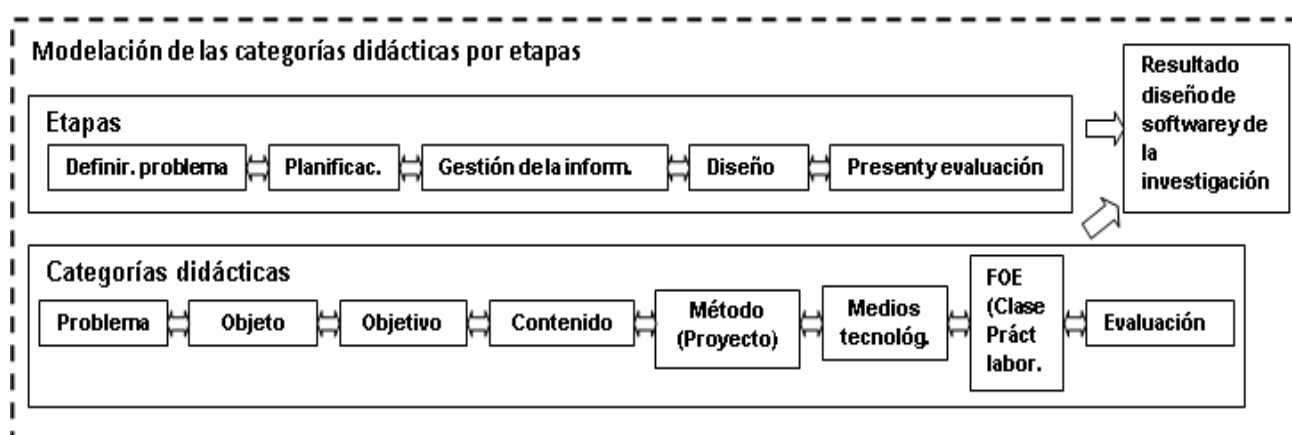 Modelación de las categorías didácticas por etapas
Resultado
diseño de
softwarey de
la
investigación
Etapas
Definir. problema
Planificac.
Gestión de la inform.
Diseño
Present y evaluación
Categorías didácticas
Problema
Objeto
Objetivo
Contenido
Método
(Proyecto)
Medios
tecnológ.
FOE
(Clase
Práct
labor.
Evaluación